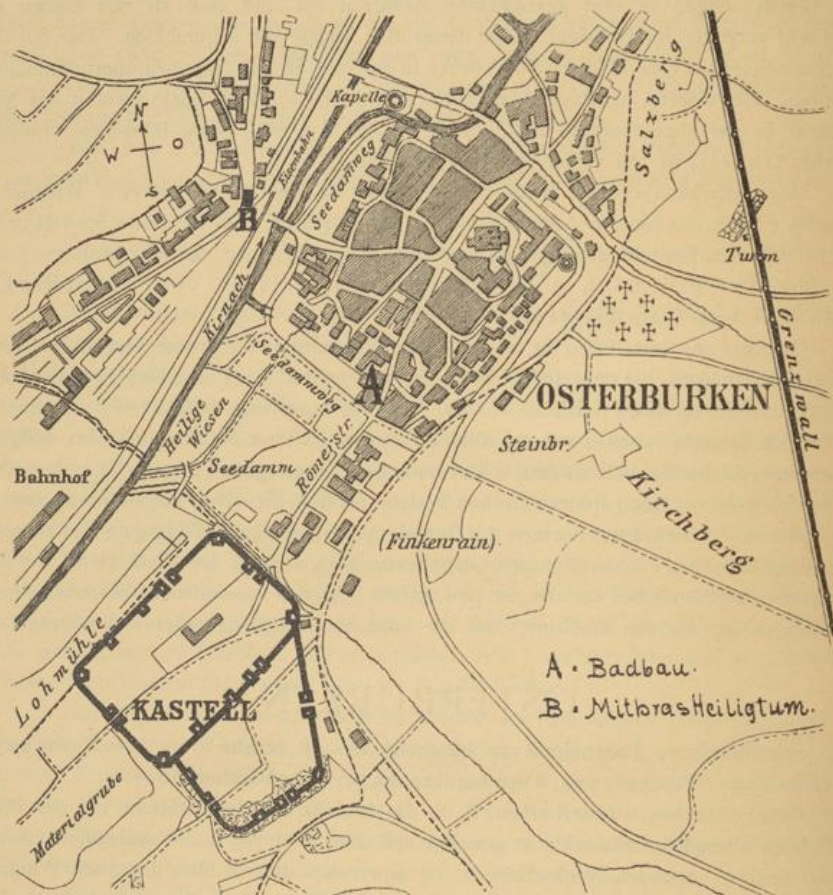 Kapelle
Salzberg
N
W O
S
Eisenbahn
Seedamweg
B
Turm
Kirnach
Grenzwall
Seedammweg
A
OSTERBURKEN
Heilige
Wiesen
Römerstr.
Steinbr.
Bahnhof
Seedamm
Kirchberg
(Finkenrain)
Lohmühle
A · Badbau.
KASTELL
B · MithrasHeiligtum.
Materialgrube